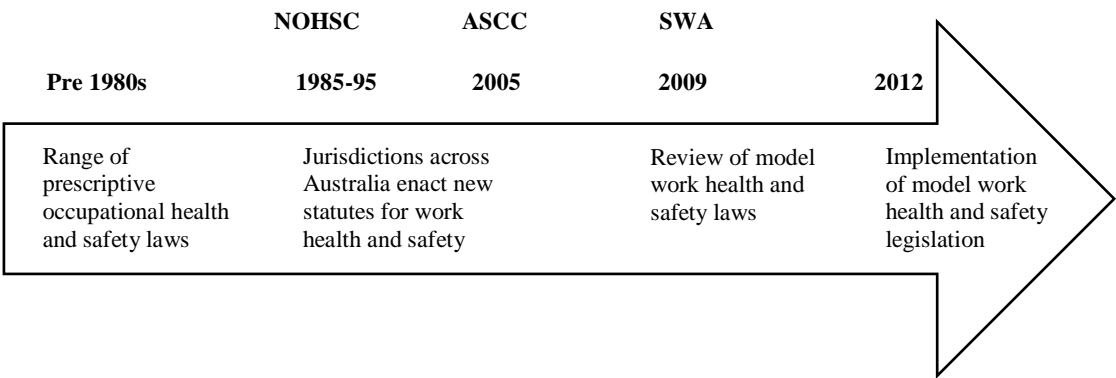 NOHSC ASCC SWA
Pre 1980s 1985-95 2005 2009 2012
Range of
prescriptive
occupational health
and safety laws
Jurisdictions across
Australia enact new
statutes for work
health and safety
Review of model
work health and
safety laws
Implementation
of model work
health and safety
legislation